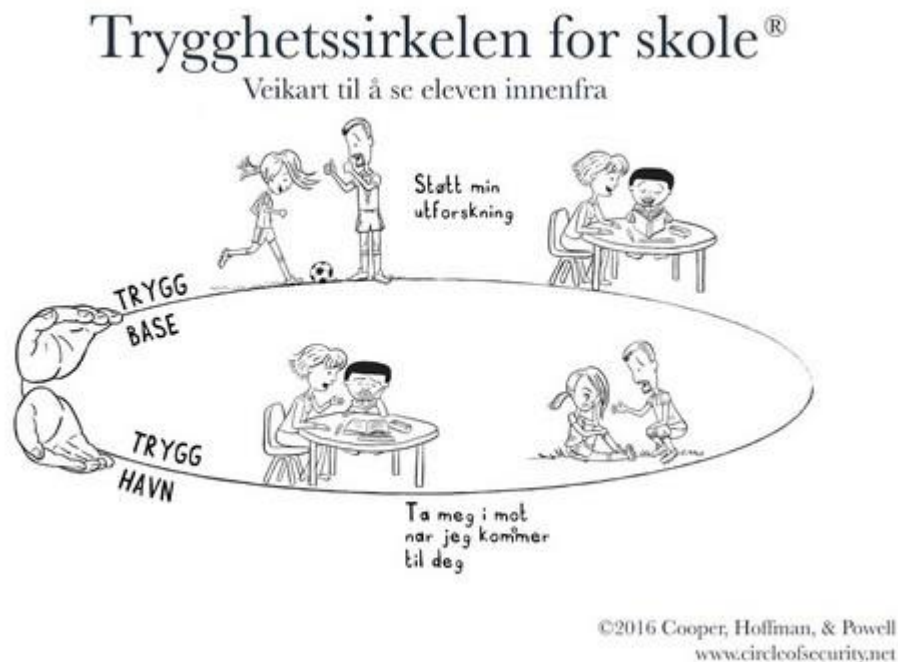 Trygghetssirkelen for skole®
Veikart til å se eleven innenfra
Støtt min
utforskning
TRYGG
BASE
TRYGG
HAVN
Ta meg i mot
når jeg kommer
til deg
©2016 Cooper, Hoffman, & Powell
www.circleofsecurity.net